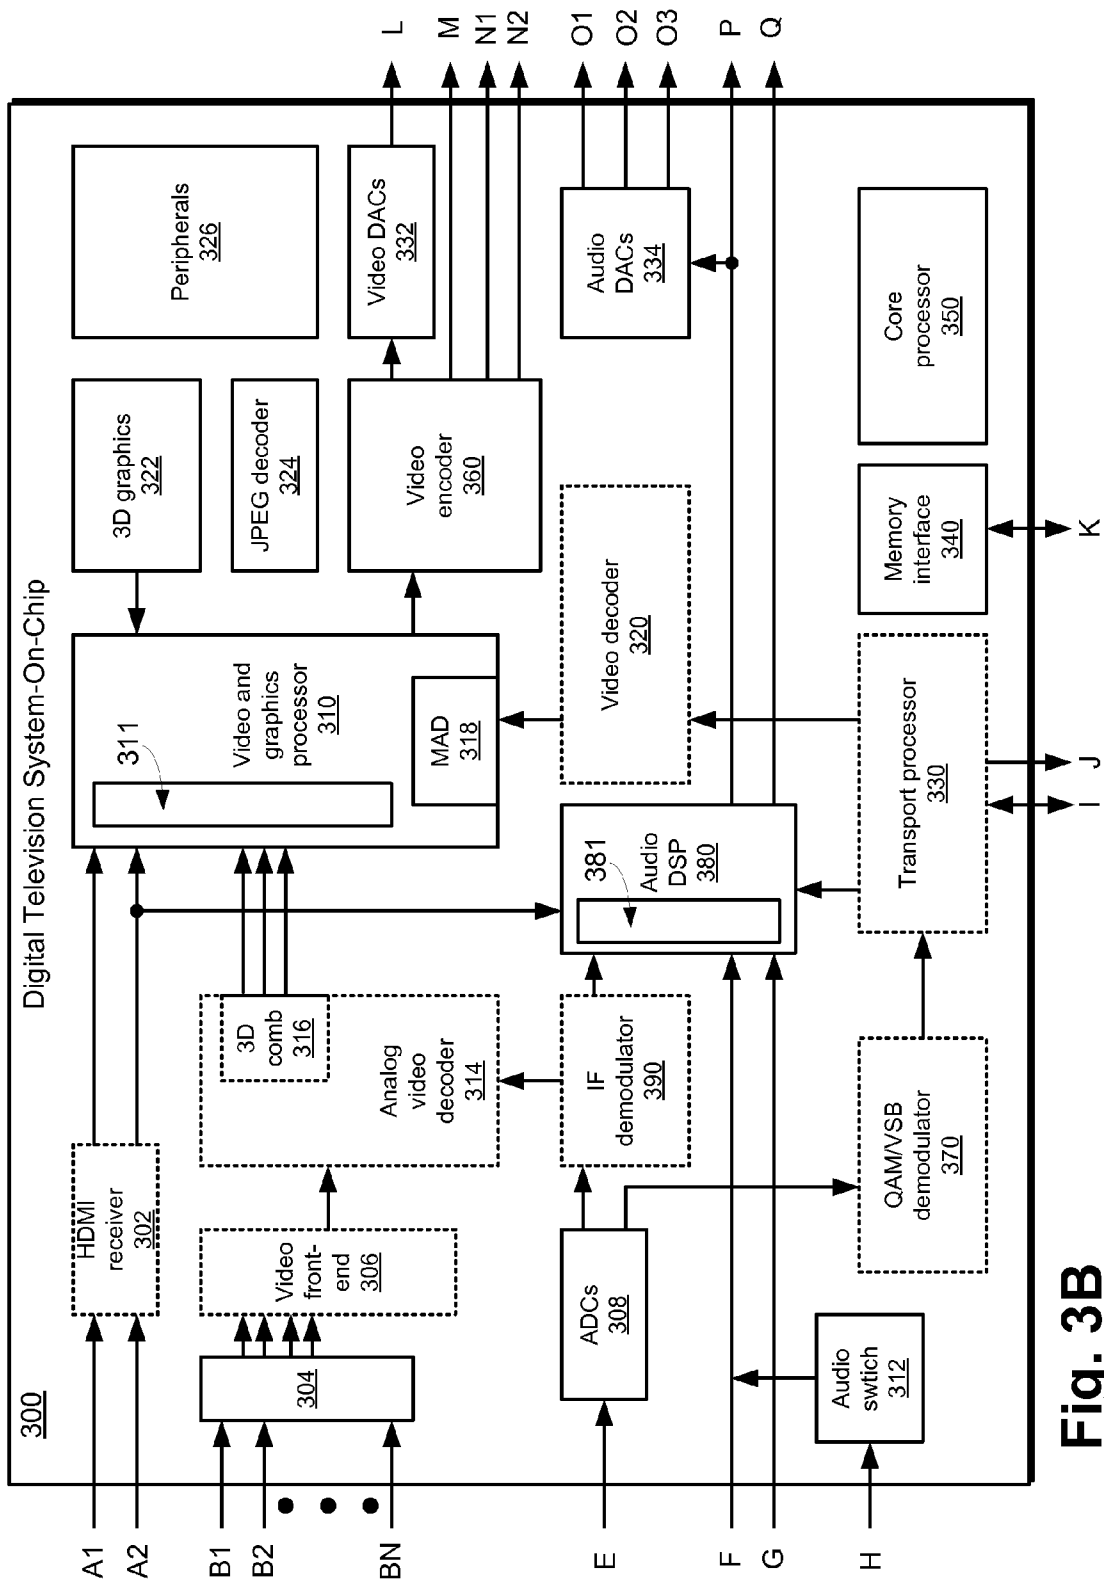 Digital Television System-On-Chip
300
A1
A2
B1
B2
BN
E
F
G
H
HDMI
receiver
302
304
Video
front-
end
306
ADCs
308
Audio
swtich
312
3D
comb
316
Analog
video
decoder
314
IF
demodulator
390
QAM/VSB
demodulator
370
311
Video and
graphics
processor
310
MAD
318
381
Audio
DSP
380
Transport processor
330
Video decoder
320
3D graphics
322
JPEG decoder
324
Video
encoder
360
Memory
interface
340
Peripherals
326
Video DACs
332
Audio
DACs
334
Core
processor
350
L
M
N1
N2
O1
O2
O3
P
Q
I
J
K
Fig. 3B